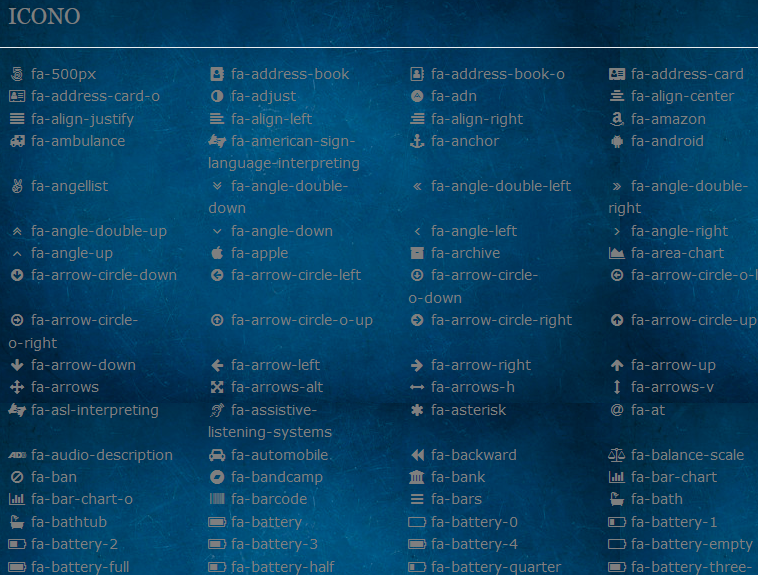 ICONO
fa-500px fa-address-book fa-address-book-o fa-address-card
fa-address-card-o fa-adjust fa-adn fa-align-center
fa-align-justify fa-align-left fa-align-right fa-amazon
fa-ambulance fa-american-sign- fa-anchor fa-android
language-interpreting
fa-angellist fa-angle-double- fa-angle-double-left fa-angle-double-
down right
fa-angle-double-up fa-angle-down fa-angle-left fa-angle-right
fa-angle-up fa-apple fa-archive fa-area-chart
fa-arrow-circle-down fa-arrow-circle-left fa-arrow-circle- fa-arrow-circle-o-l
o-down
fa-arrow-circle- fa-arrow-circle-o-up fa-arrow-circle-right fa-arrow-circle-up
o-right
fa-arrow-down fa-arrow-left fa-arrow-right fa-arrow-up
fa-arrows fa-arrows-alt fa-arrows-h fa-arrows-v
fa-asl-interpreting fa-assistive- fa-asterisk fa-at
listening-systems
fa-audio-description fa-automobile fa-backward fa-balance-scale
fa-ban fa-bandcamp fa-bank fa-bar-chart
fa-bar-chart-o fa-barcode fa-bars fa-bath
fa-bathtub fa-battery fa-battery-0 fa-battery-1
fa-battery-2 fa-battery-3 fa-battery-4 fa-battery-empty
fa-battery-full fa-battery-half fa-battery-quarter fa-battery-three-